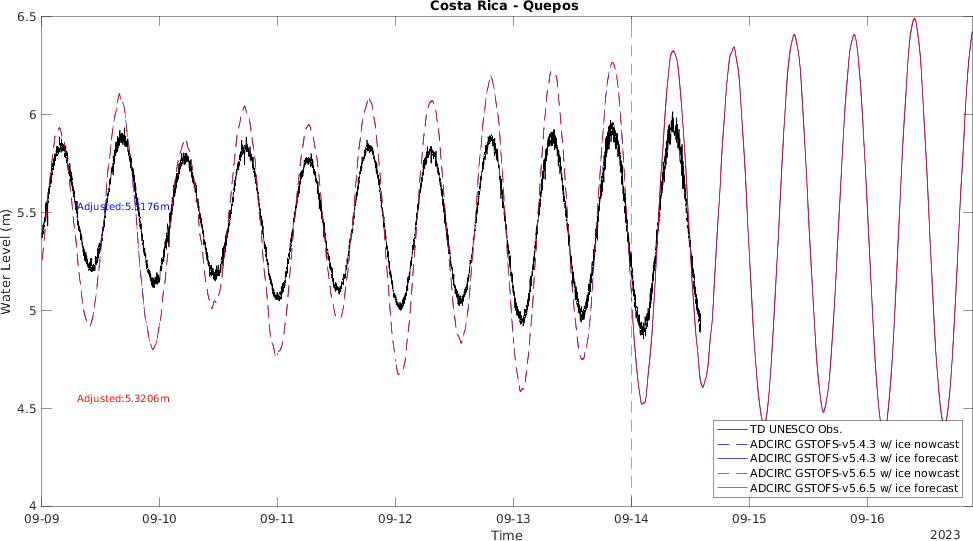 Costa Rica - Quepos
6.5
6
5.5
5
4.5
4
Water Level (m)
Adjusted:5.3176m
Adjusted:5.3206m
TD UNESCO Obs.
ADCIRC GSTOFS-v5.4.3 w/ ice nowcast
ADCIRC GSTOFS-v5.4.3 w/ ice forecast
ADCIRC GSTOFS-v5.6.5 w/ ice nowcast
ADCIRC GSTOFS-v5.6.5 w/ ice forecast
09-09 09-10 09-11 09-12 09-13 09-14 09-15 09-16
Time
2023